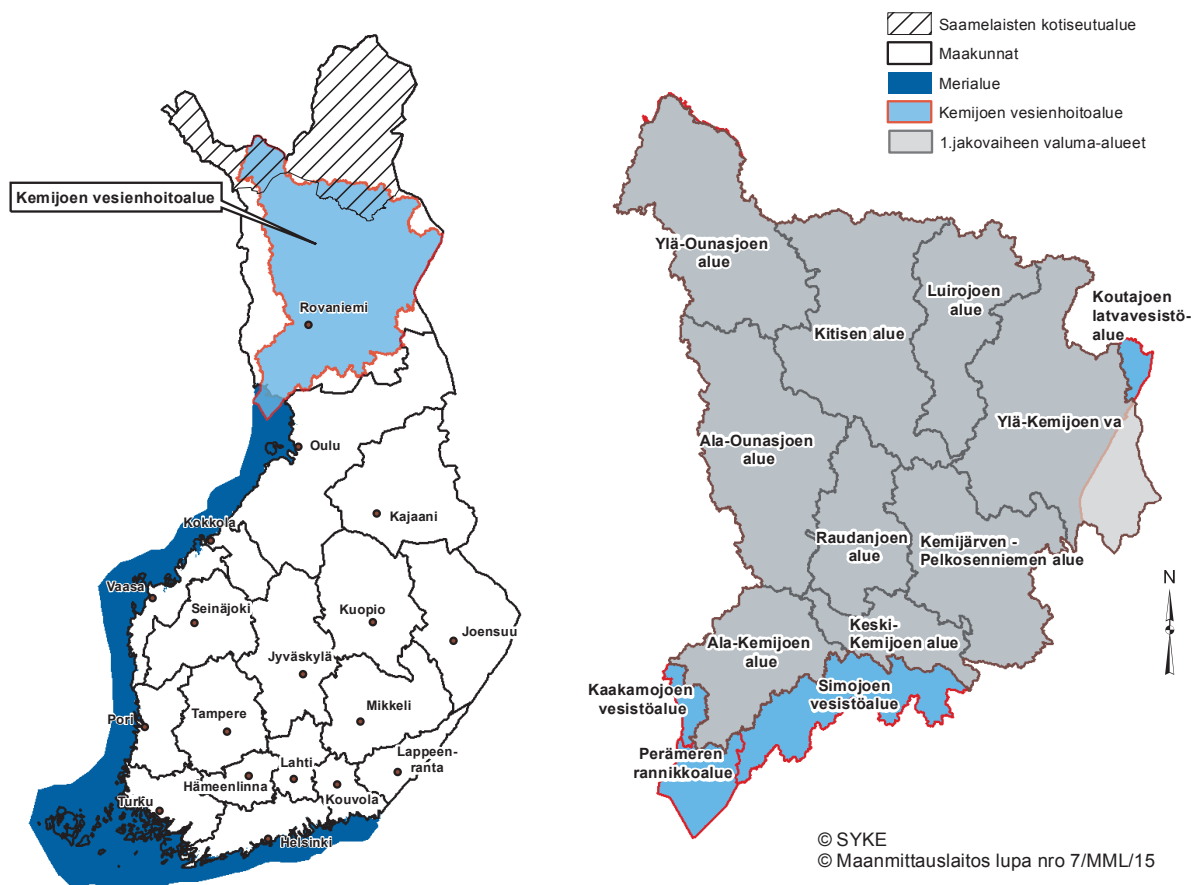 Saamelaisten kotiseutualue
Maakunnat
Merialue
Kemijoen vesienhoitoalue
1.jakovaiheen valuma-alueet
Kemijoen vesienhoitoalue
Rovaniemi
Oulu
Kajaani
Kokkola
Vaasa
Seinäjoki
Kuopio
Joensuu
Jyväskylä
Mikkeli
Tampere
Pori
Lappeen-
ranta
Lahti
Hämeenlinna
Kouvola
Turku
Helsinki
Ylä-Ounasjoen
alue
Luirojoen
alue
Koutajoen
latvavesistö-
alue
Kitisen alue
Ylä-Kemijoen va
Ala-Ounasjoen
alue
Raudanjoen
alue
Kemijärven -
Pelkosenniemen alue
Keski-
Kemijoen alue
Ala-Kemijoen
alue
Kaakamojoen
vesistöalue
Simojoen
vesistöalue
Perämeren
rannikkoalue
N
© SYKE
© Maanmittauslaitos lupa nro 7/MML/15